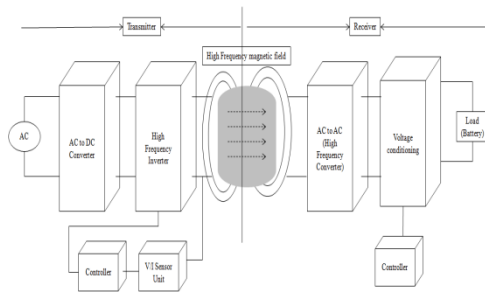 Transmitter
Receiver
High Frequency magnetic field
AC
AC to DC
Converter
High
Frequency
Inverter
AC to AC
(High
Frequency
Converter)
Voltage
conditioning
Load
(Battery)
Controller
V/I Sensor
Unit
Controller